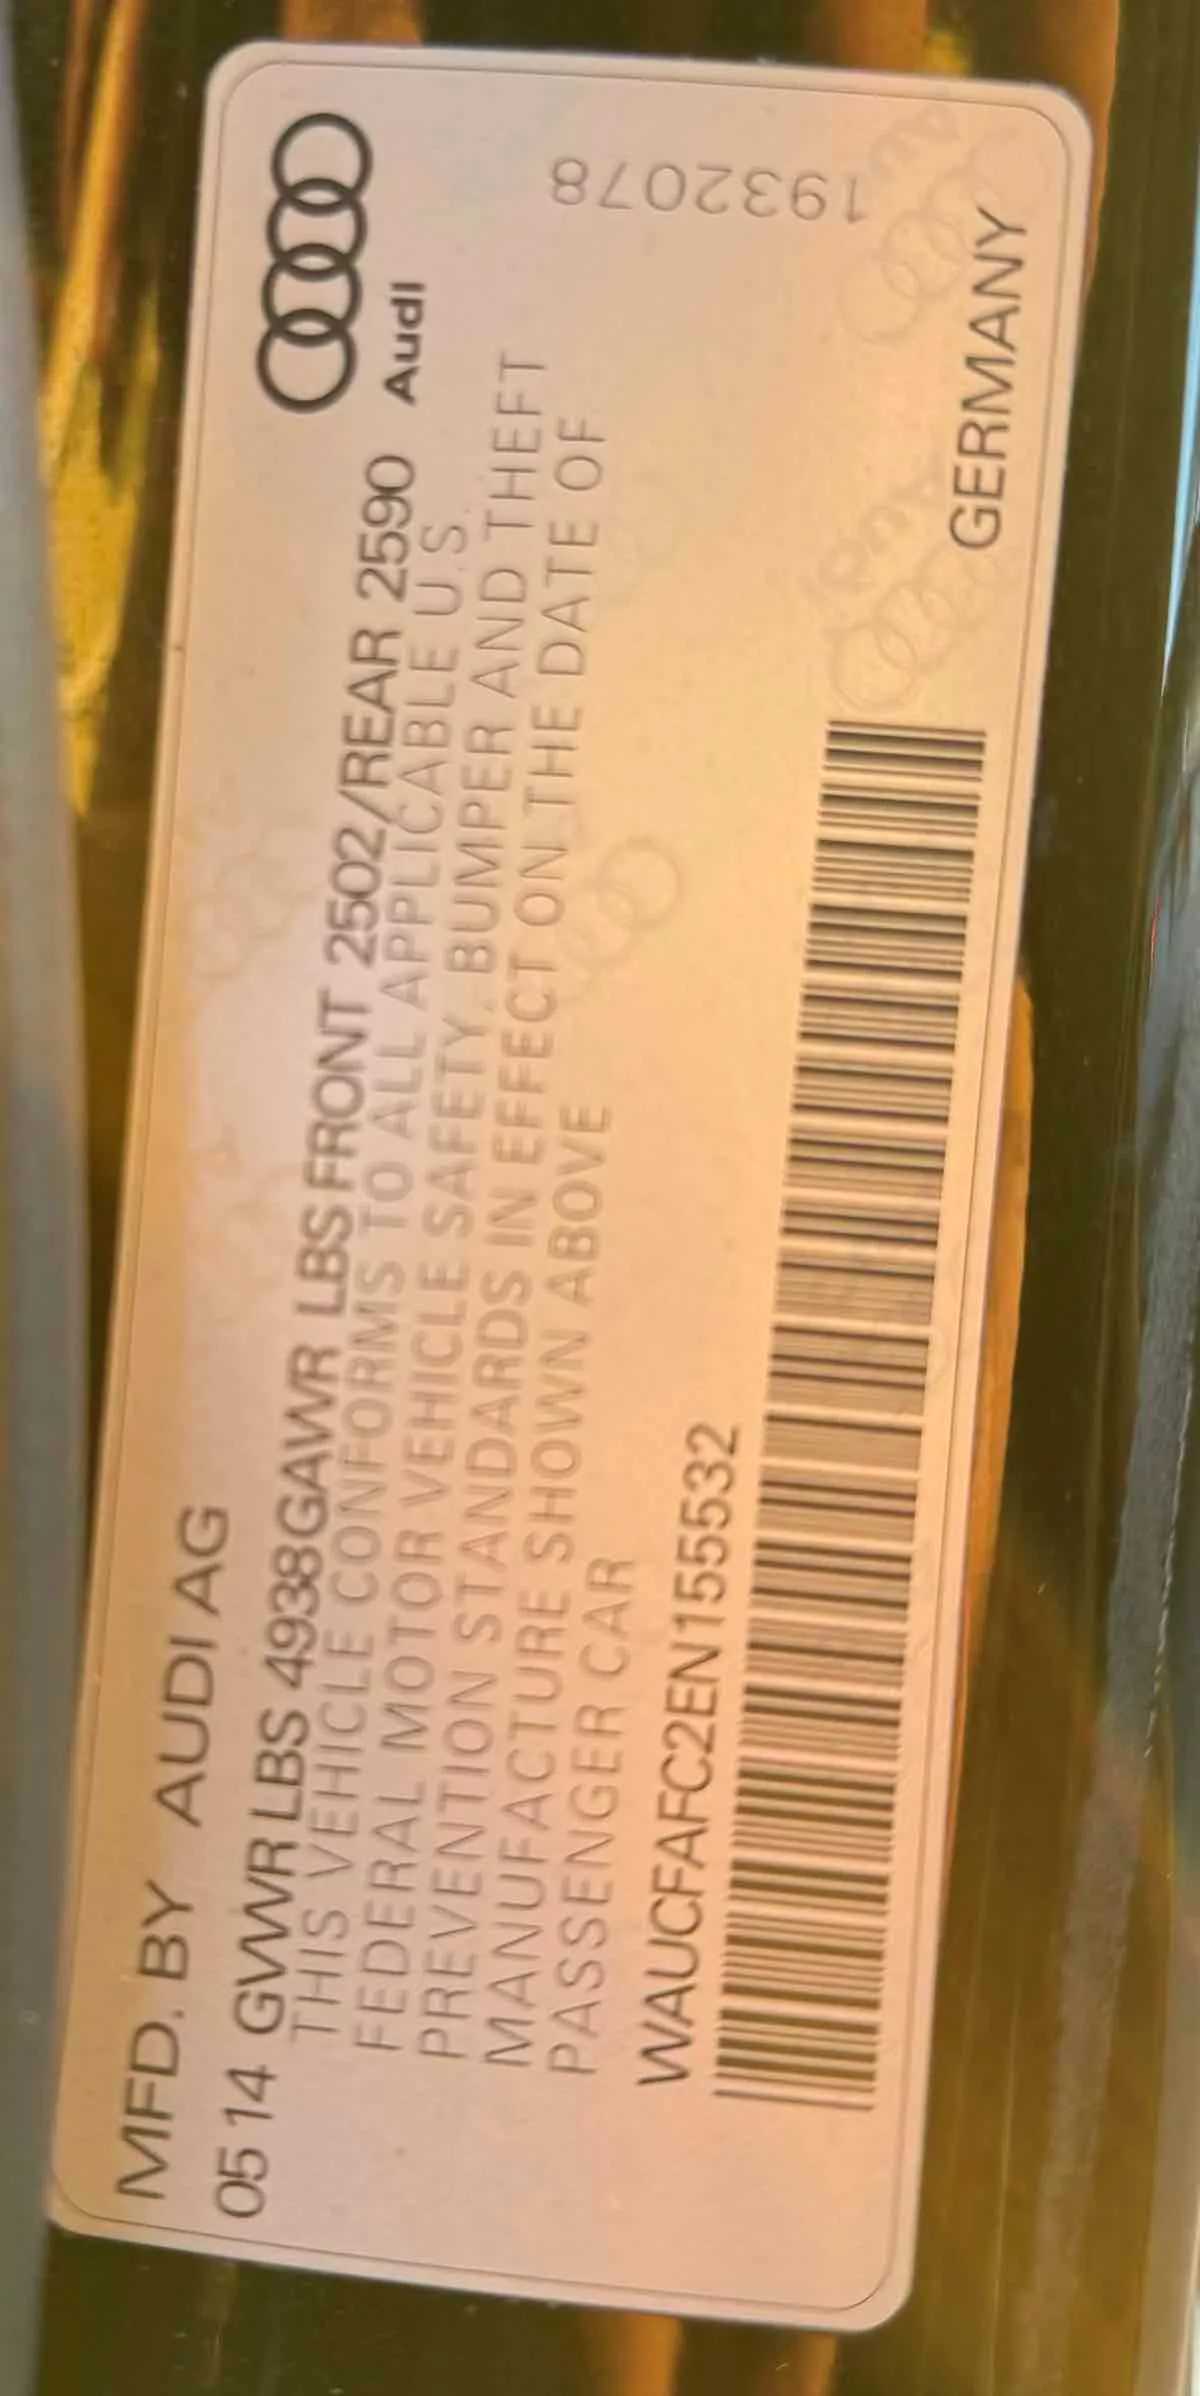 MFD. BY AUDI AG
05 14 GVWR LBS 4938 GAWR LBS FRONT 2502/REAR 2590
Audi
THIS VEHICLE CONFORMS TO ALL APPLICABLE U.S.
FEDERAL MOTOR VEHICLE SAFETY, BUMPER AND THEFT
PREVENTION STANDARDS IN EFFECT ON THE DATE OF
MANUFACTURE SHOWN ABOVE
PASSENGER CAR
WAUCFAFC2EN155532
GERMANY
1932078